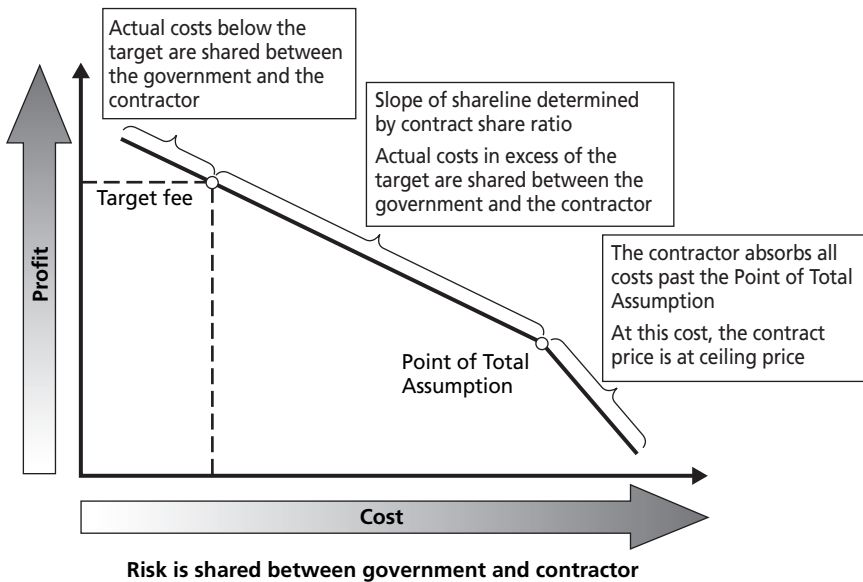 Actual costs below the
target are shared between
the government and the
contractor
Slope of shareline determined
by contract share ratio
Actual costs in excess of the
target are shared between the
government and the contractor
Target fee
The contractor absorbs all
costs past the Point of Total
Assumption
At this cost, the contract
price is at ceiling price
Profit
Point of Total
Assumption
Cost
Risk is shared between government and contractor